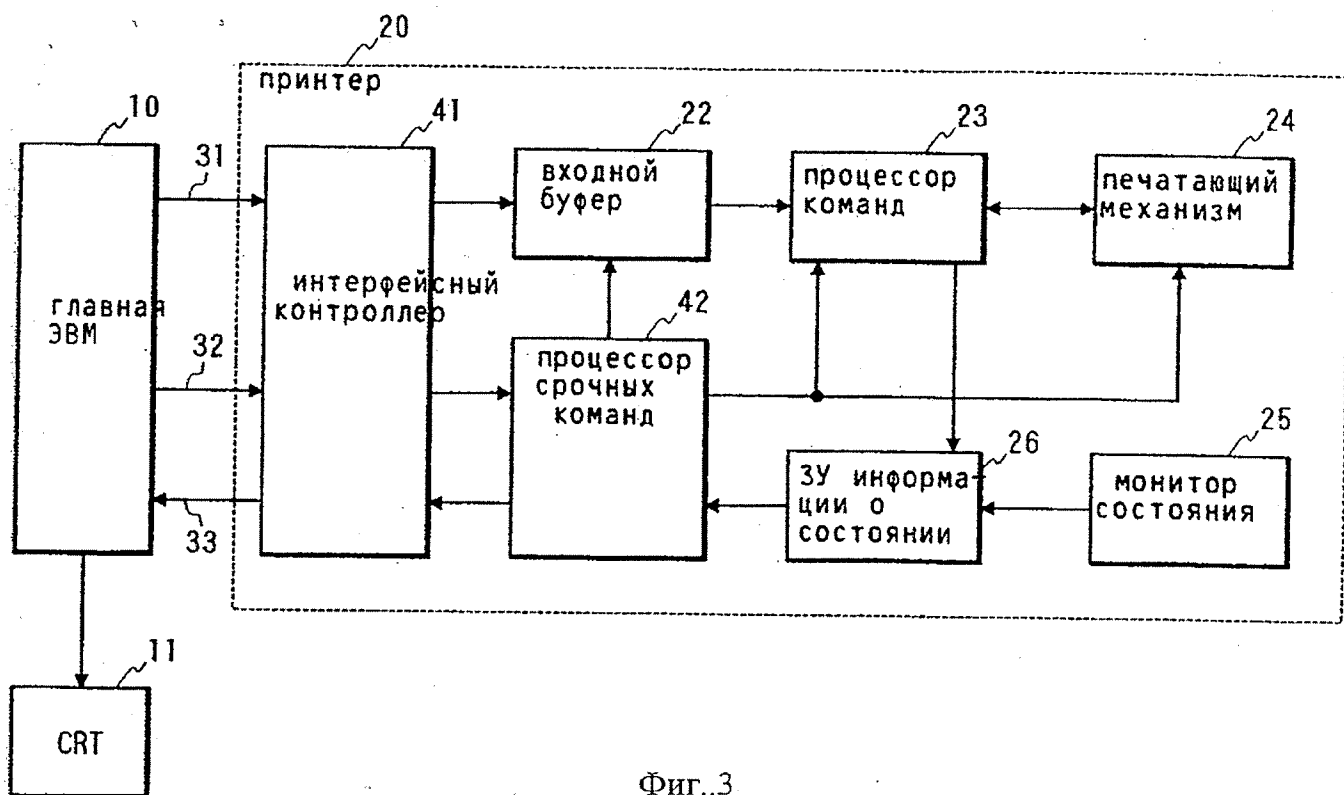 20
принтер
10
31
41
22
23
24
входной
буфер
процессор
команд
печатающий
механизм
главная
ЭВМ
интерфейсный
контроллер
32
42
процессор
срочных
команд
33
26
ЗУ информа-
ции о
состоянии
25
монитор
состояния
11
CRT
Фиг..3